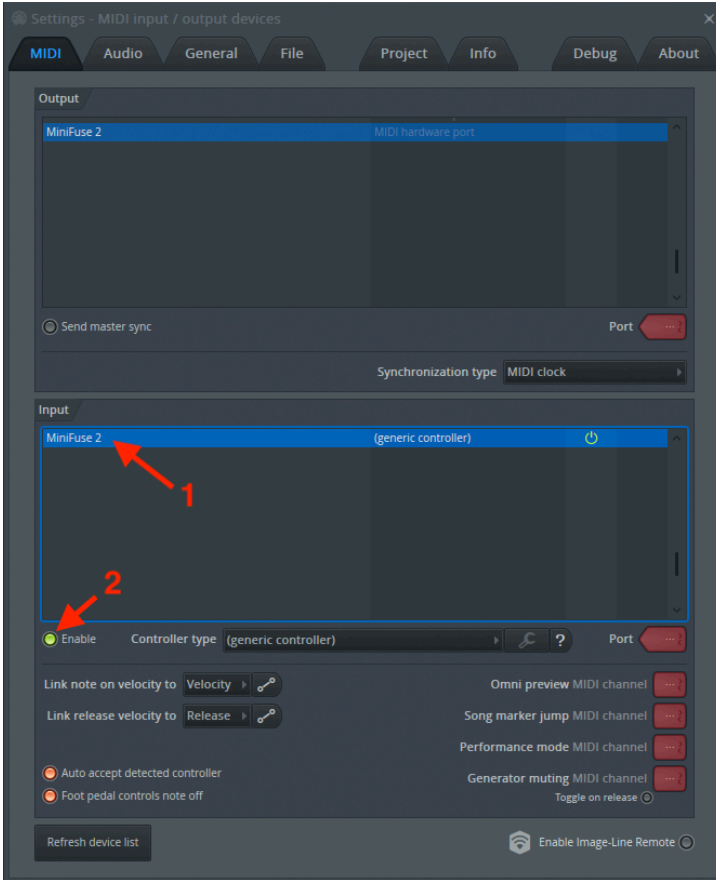 Settings - MIDI input / output devices
MIDI Audio General File Project Info Debug About
Output
MiniFuse 2 MIDI hardware port
Send master sync Port ---
Synchronization type MIDI clock
Input
MiniFuse 2 (generic controller)
1
2
Enable Controller type (generic controller) ? Port ---
Link note on velocity to Velocity Omni preview MIDI channel ---
Link release velocity to Release Song marker jump MIDI channel ---
Performance mode MIDI channel ---
Auto accept detected controller Generator muting MIDI channel ---
Foot pedal controls note off Toggle on release
Refresh device list Enable Image-Line Remote